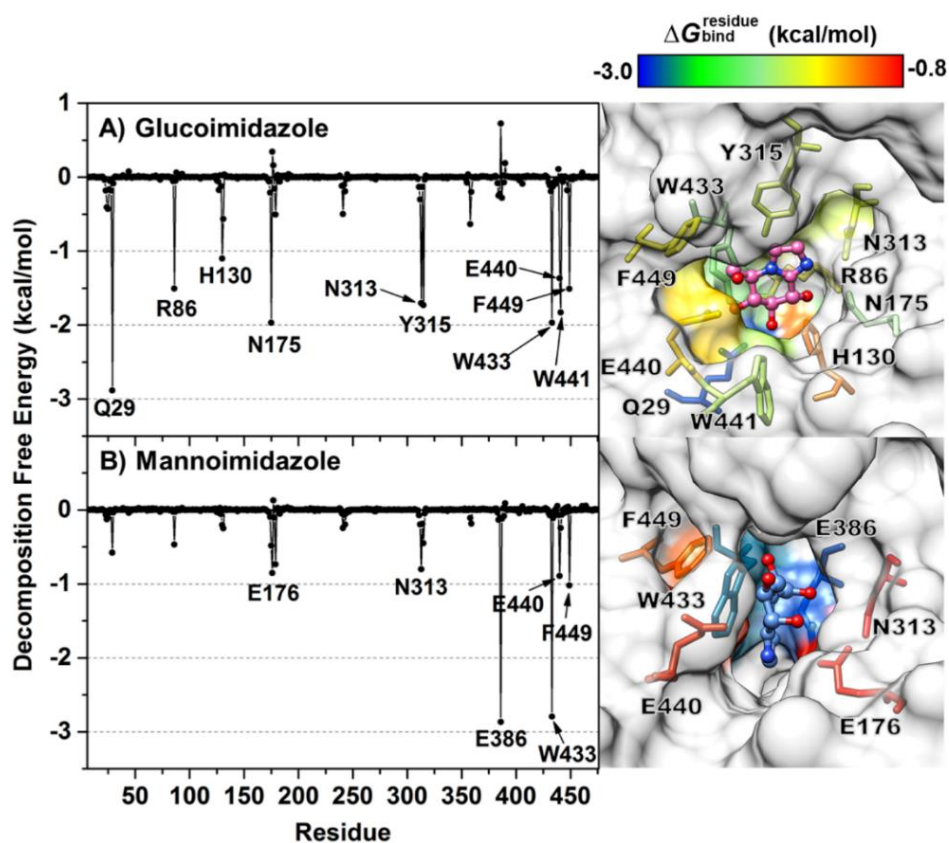 ΔG residue bind (kcal/mol)
-3.0
-0.8
A) Glucoimidazole
1
0
-1
-2
-3
Q29
R86
H130
N175
N313
Y315
E440
F449
W433
W441
Y315
W433
N313
F449
R86
N175
E440
H130
Q29
W441
B) Mannoimidazole
0
-1
-2
-3
E176
N313
E440
F449
E386
W433
F449
E386
W433
N313
E440
E176
50 100 150 200 250 300 350 400 450
Residue
Decomposition Free Energy (kcal/mol)